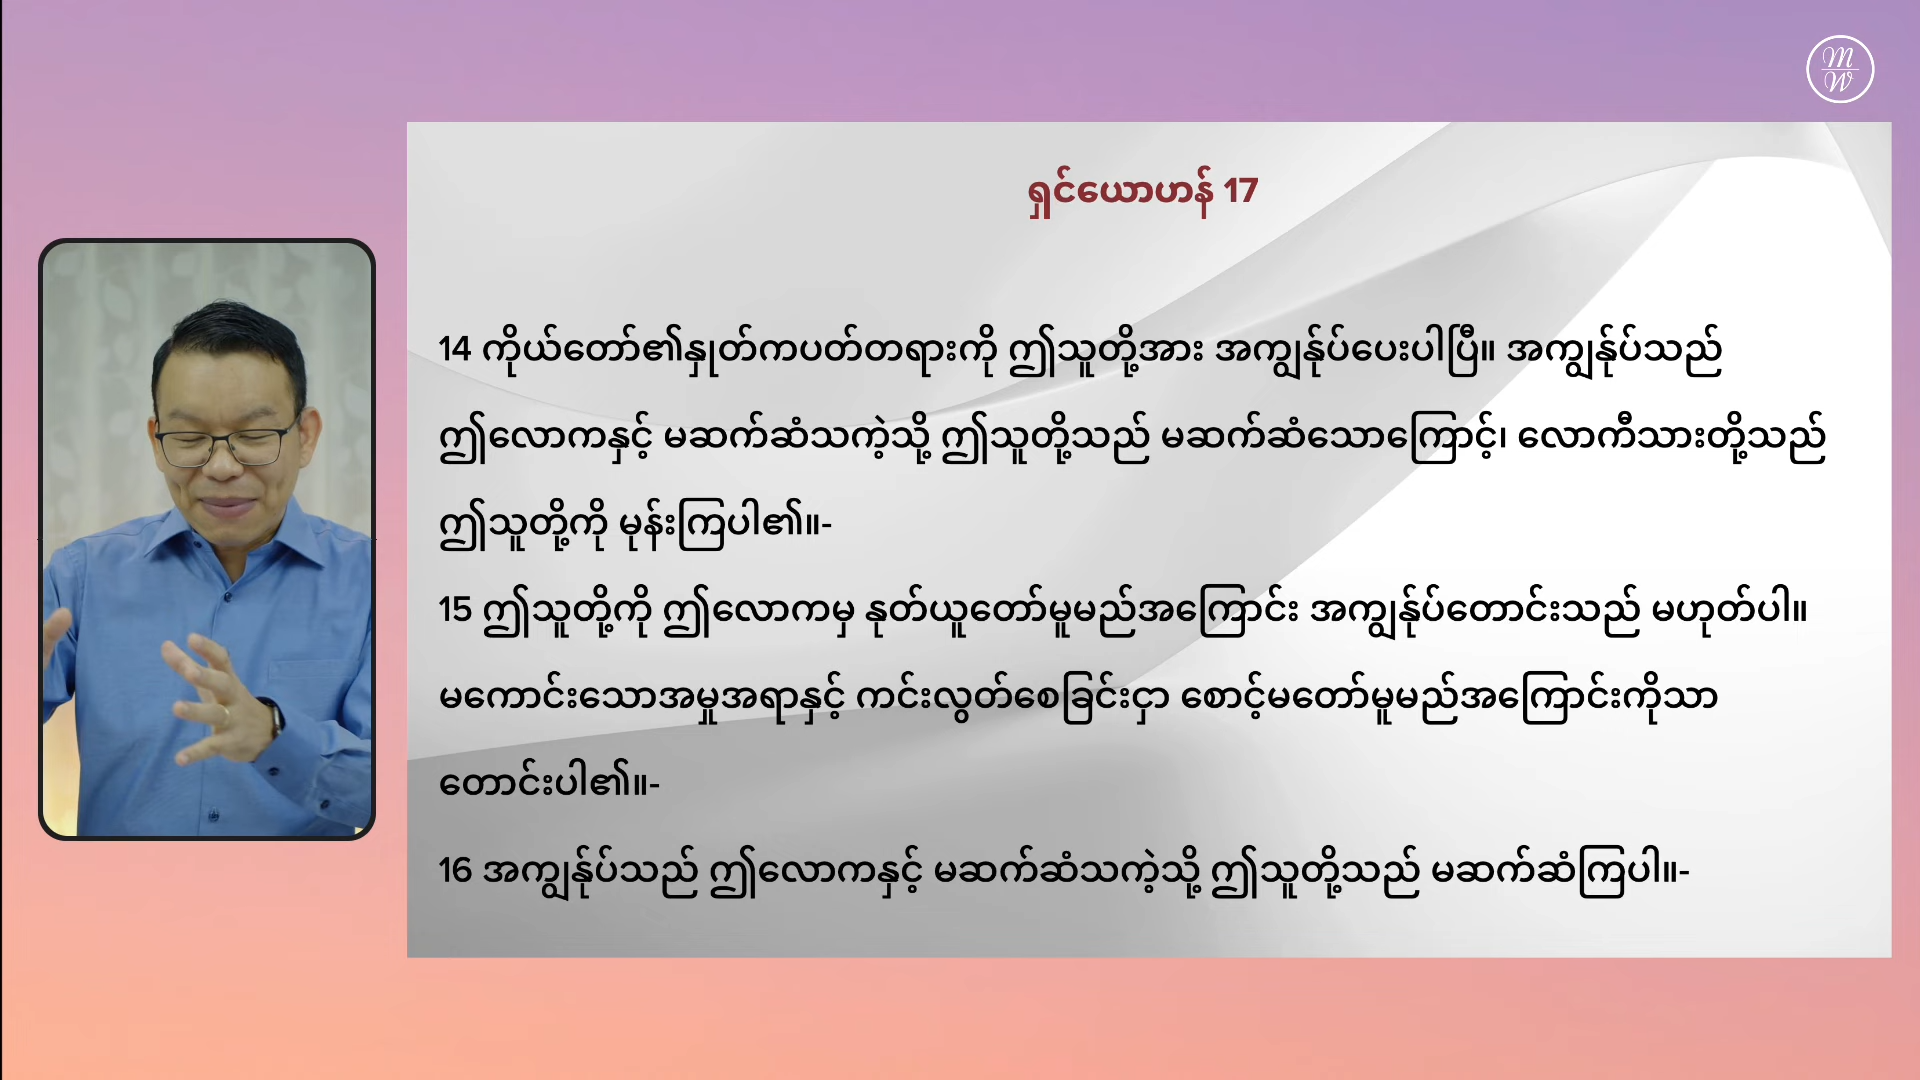 M
W
ရှင်ယောဟန် 17
14 ကိုယ်တော်၏နှုတ်ကပတ်တရားကို ဤသူတို့အား အကျွန်ုပ်ပေးပါပြီ။ အကျွန်ုပ်သည်
ဤလောကနှင့် မဆက်ဆံသကဲ့သို့ ဤသူတို့သည် မဆက်ဆံသောကြောင့်၊ လောကီသားတို့သည်
ဤသူတို့ကို မုန်းကြပါ၏။-
15 ဤသူတို့ကို ဤလောကမှ နုတ်ယူတော်မူမည်အကြောင်း အကျွန်ုပ်တောင်းသည် မဟုတ်ပါ။
မကောင်းသောအမှုအရာနှင့် ကင်းလွတ်စေခြင်းငှာ စောင့်မတော်မူမည်အကြောင်းကိုသာ
တောင်းပါ၏။-
16 အကျွန်ုပ်သည် ဤလောကနှင့် မဆက်ဆံသကဲ့သို့ ဤသူတို့သည် မဆက်ဆံကြပါ။-